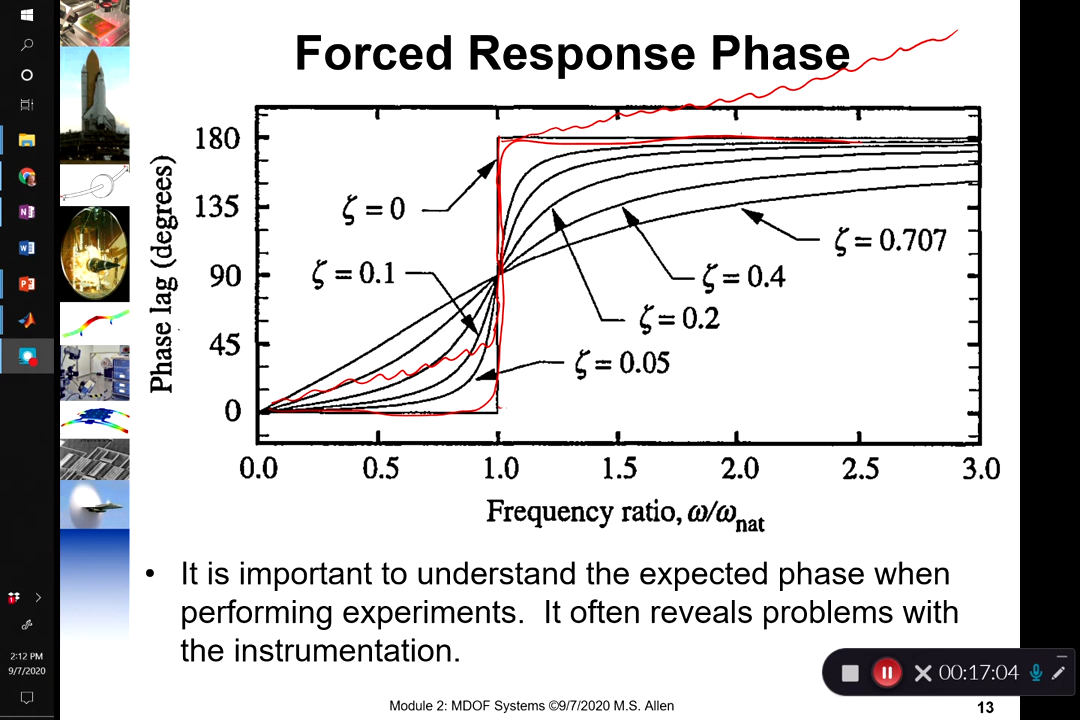 Forced Response Phase
180
135
90
45
0
Phase lag (degrees)
ζ = 0
ζ = 0.1
ζ = 0.707
ζ = 0.4
ζ = 0.2
ζ = 0.05
0.0 0.5 1.0 1.5 2.0 2.5 3.0
Frequency ratio, ω/ωnat
• It is important to understand the expected phase when
performing experiments. It often reveals problems with
the instrumentation.
Module 2: MDOF Systems ©9/7/2020 M.S. Allen
13
00:17:04
2:12 PM
9/7/2020